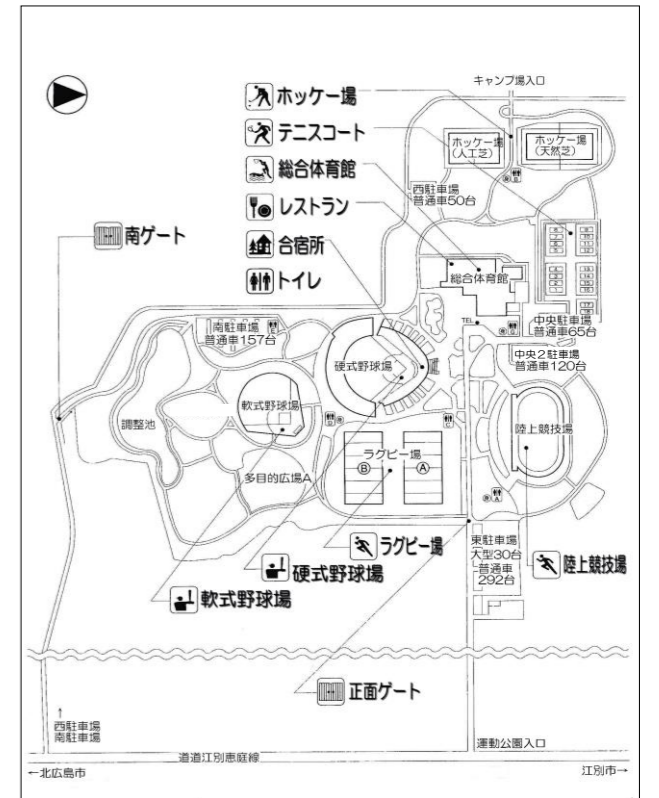 キャンプ場入口
ホッケー場
テニスコート
総合体育館
レストラン
合宿所
トイレ
ホッケー場
(人工芝)
ホッケー場
(天然芝)
西駐車場
普通車50台
南ゲート
総合体育館
TEL
中央駐車場
普通車65台
中央2駐車場
普通車120台
南駐車場
普通車157台
硬式野球場
軟式野球場
調整池
陸上競技場
ラグビー場
B
A
多目的広場A
ラグビー場
硬式野球場
軟式野球場
東駐車場
大型30台
普通車
292台
陸上競技場
正面ゲート
↑
西駐車場
南駐車場
運動公園入口
道道江別恵庭線
←北広島市
江別市→